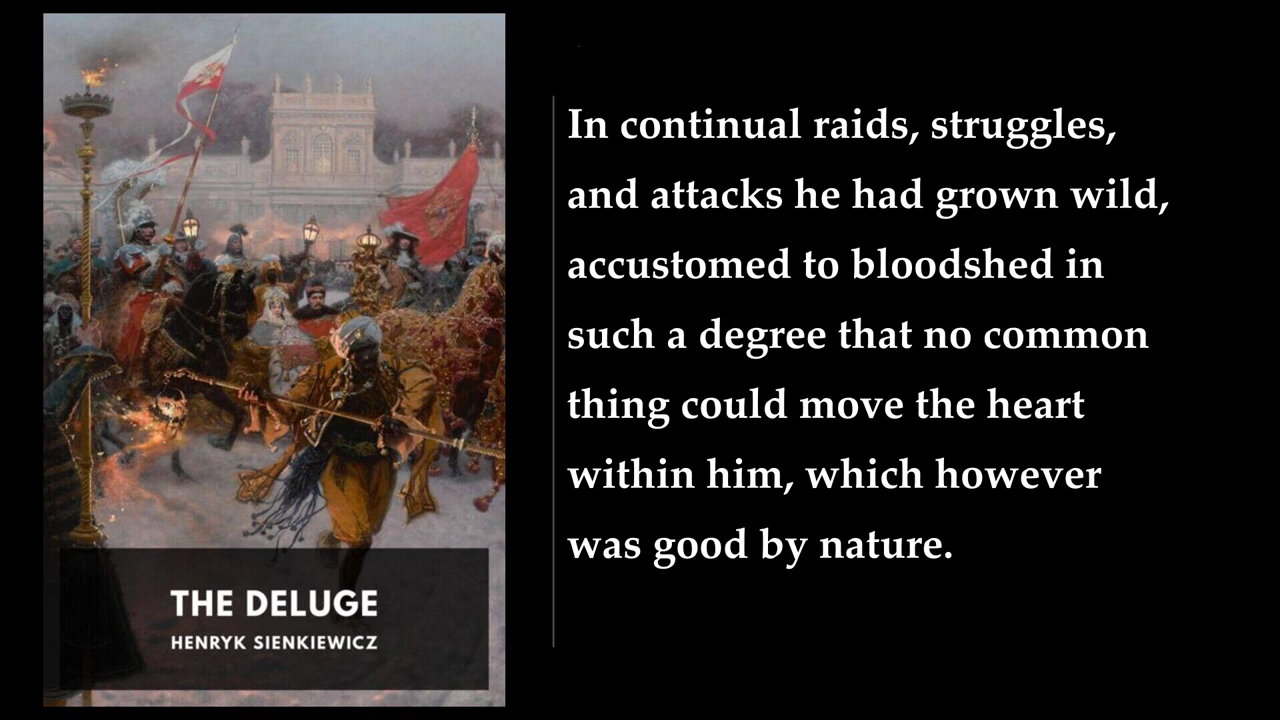 THE DELUGE
HENRYK SIENKIEWICZ
In continual raids, struggles,
and attacks he had grown wild,
accustomed to bloodshed in
such a degree that no common
thing could move the heart
within him, which however
was good by nature.